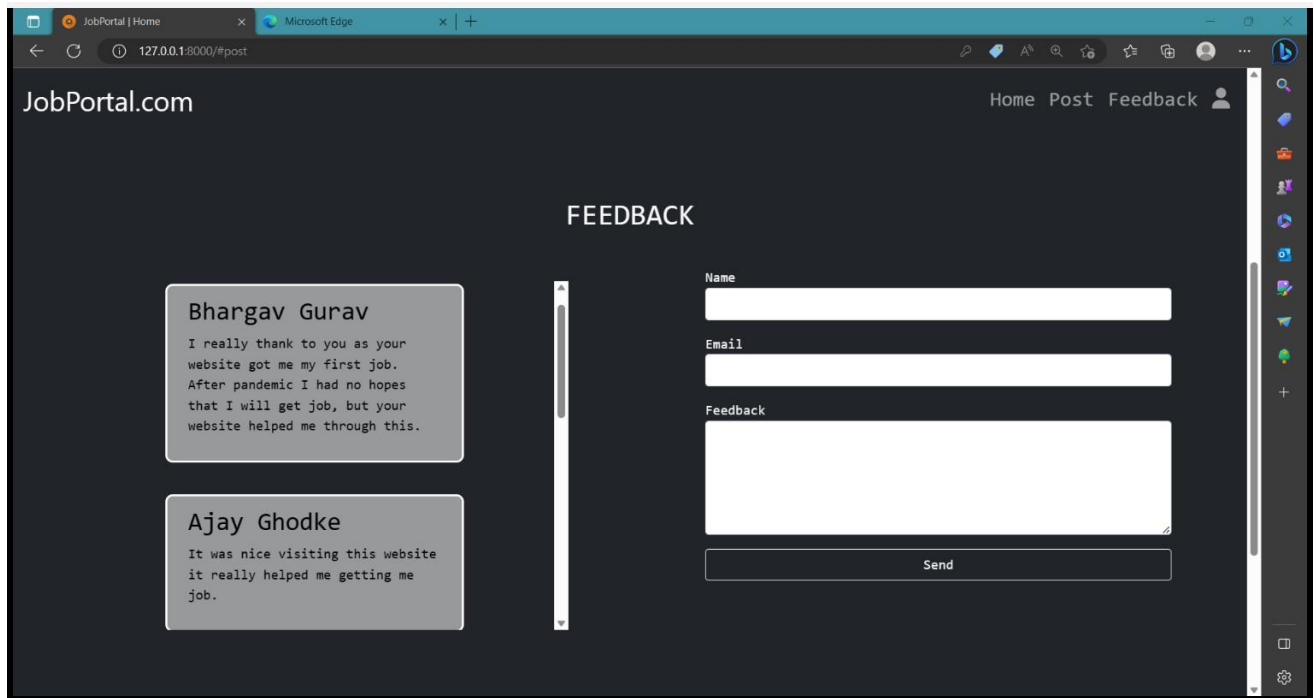 JobPortal | Home
Microsoft Edge
127.0.0.1:8000/#post
JobPortal.com
Home Post Feedback
FEEDBACK
Bhargav Gurav
I really thank to you as your
website got me my first job.
After pandemic I had no hopes
that I will get job, but your
website helped me through this.
Ajay Ghodke
It was nice visiting this website
it really helped me getting me
job.
Name
Email
Feedback
Send